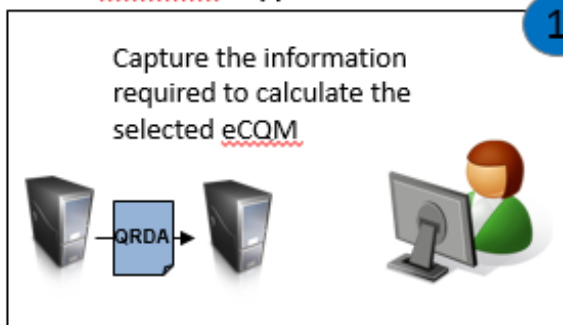 1
Capture the information
required to calculate the
selected eCQM
QRDA